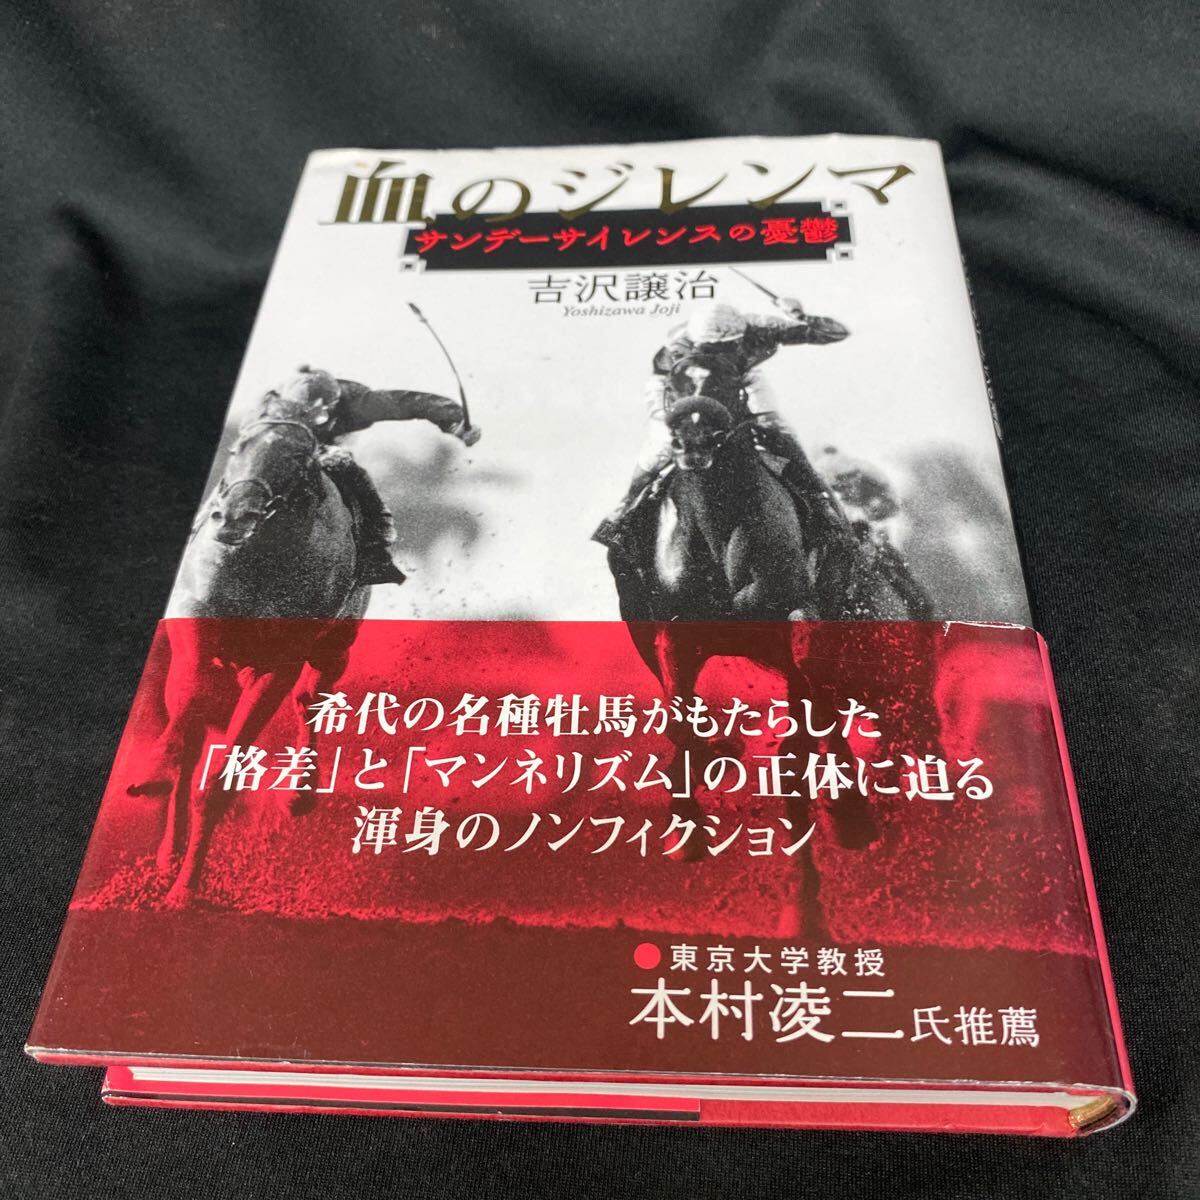 血のジレンマ
サンデーサイレンスの憂鬱
吉沢譲治
Yoshizawa Joji
希代の名種牡馬がもたらした
「格差」と「マンネリズム」の正体に迫る
渾身のノンフィクション
●東京大学教授
本村凌二氏推薦